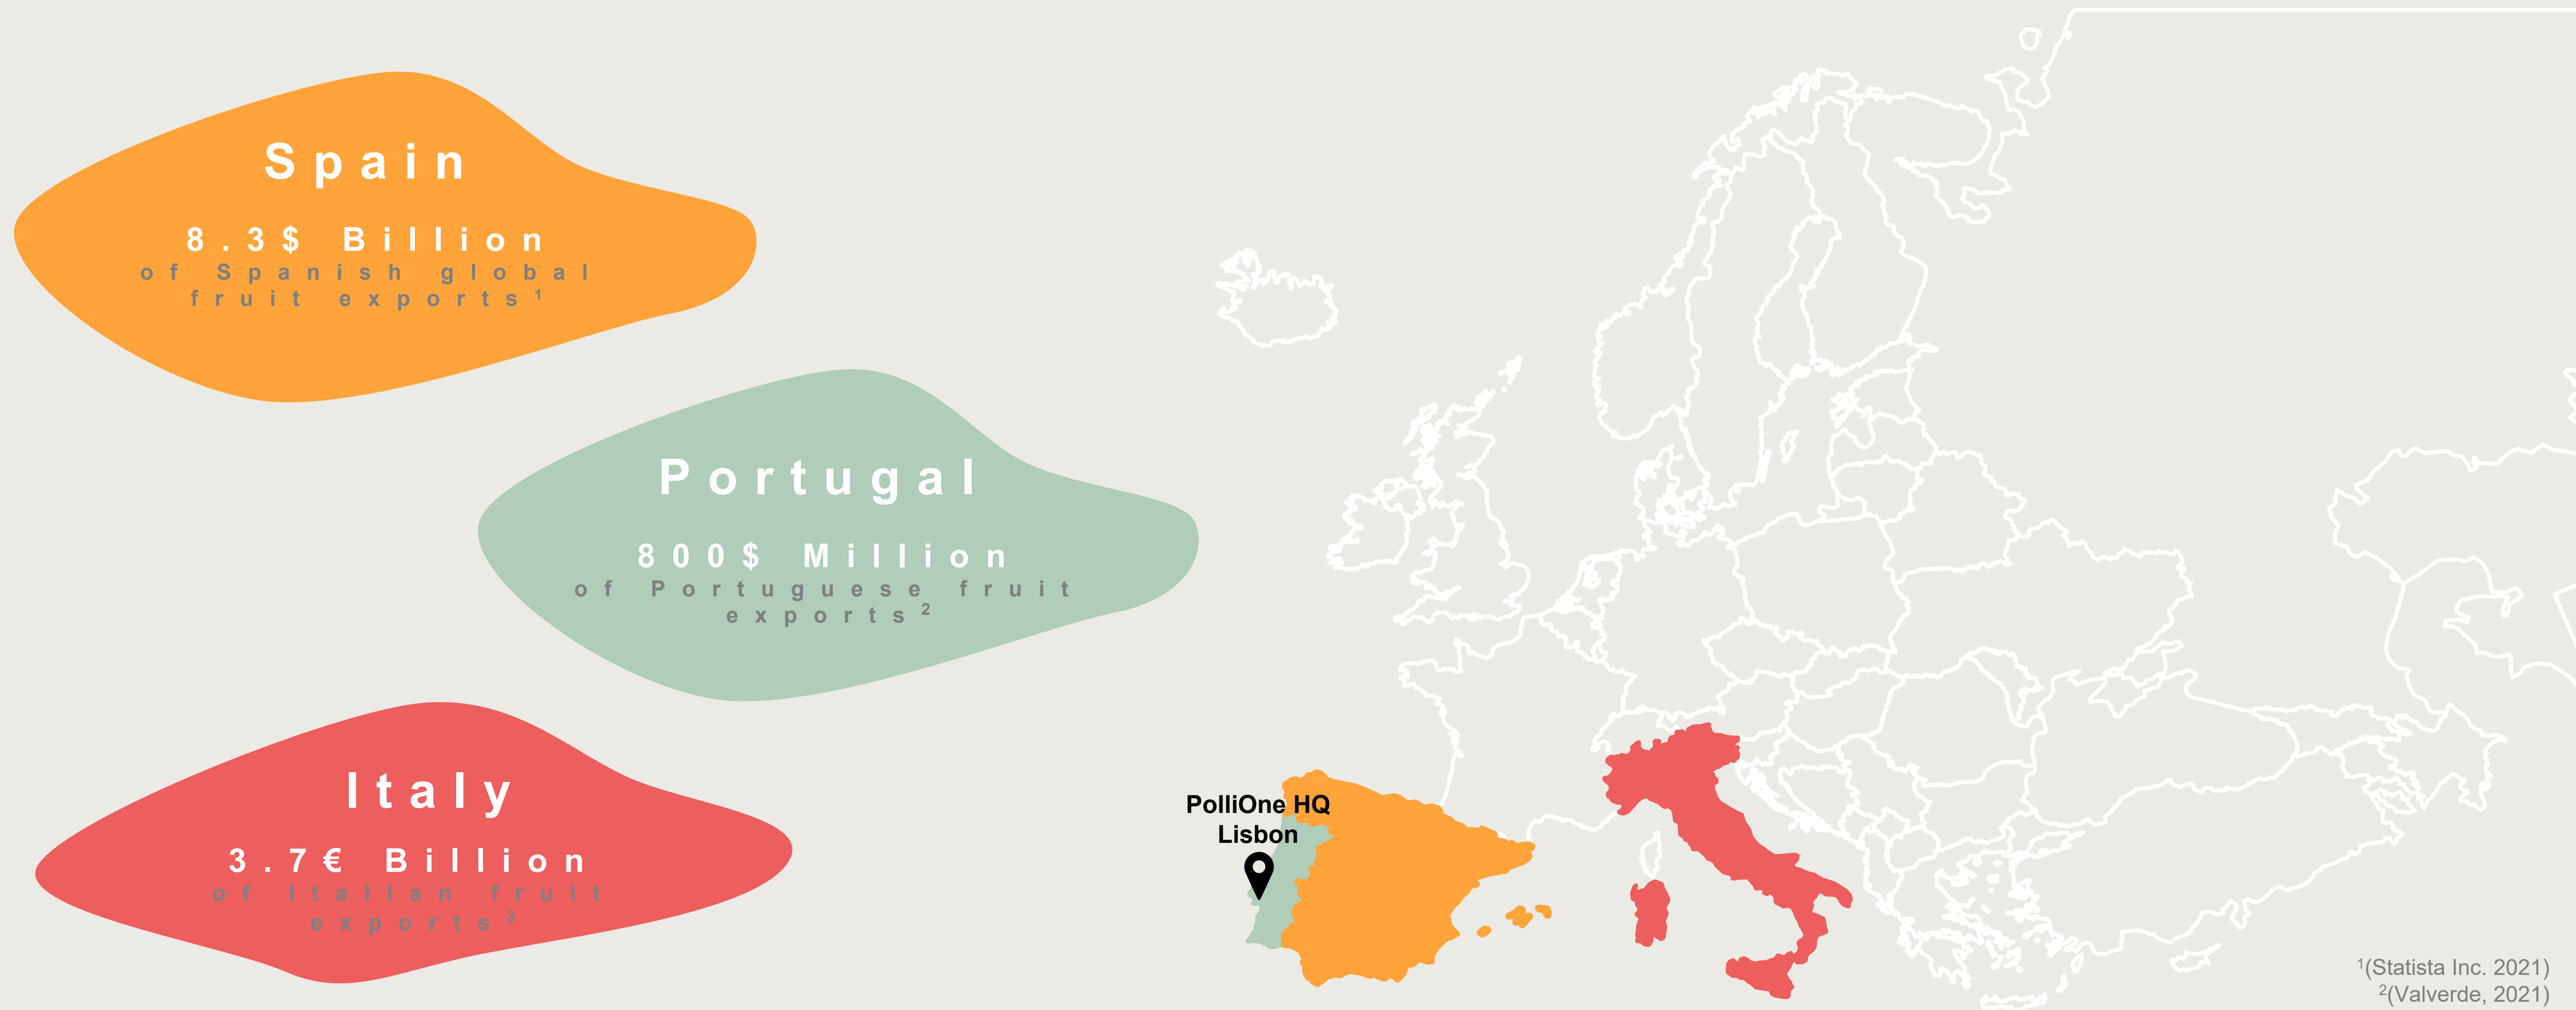 Spain
8.3$ Billion
of Spanish global
fruit exports¹
Portugal
800$ Million
of Portuguese fruit
exports²
Italy
3.7€ Billion
of Italian fruit
exports³
PolliOne HQ
Lisbon
¹(Statista Inc. 2021)
²(Valverde, 2021)